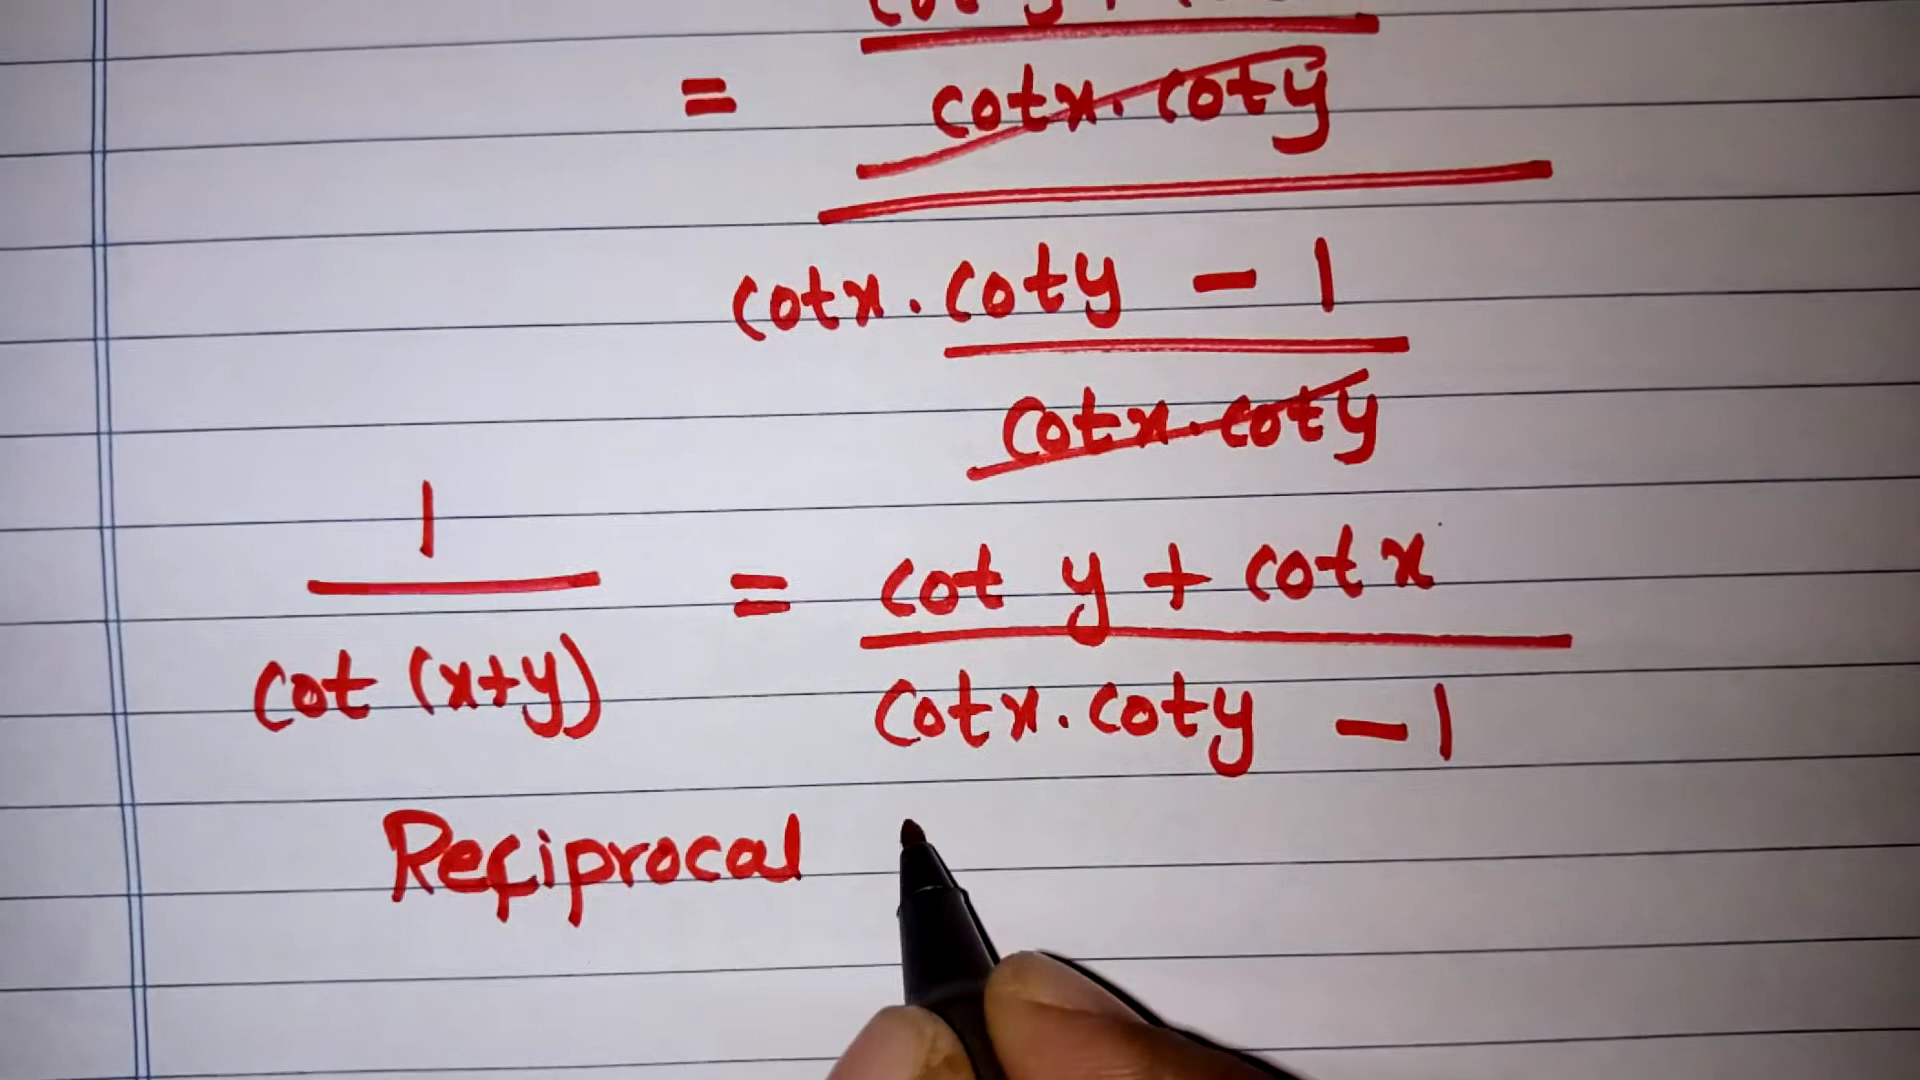 = cotx.coty
cotx.coty - 1
cotx.coty
1
cot (x+y)
= cot y + cot x
cotx.coty - 1
Reciprocal